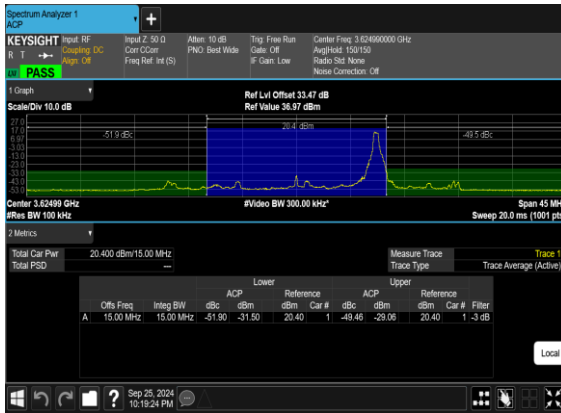 Spectrum Analyzer 1
ACP
+
KEYSIGHT Input: RF Input Z: 50 Ω Atten: 10 dB Trig: Free Run Center Freq: 3.624990000 GHz
R T Coupling: DC Corr CCorr PNO: Best Wide Gate: Off Avg|Hold: 150/150
Align: Off Freq Ref: Int (S) IF Gain: Low Radio Std: None
PASS Noise Correction: Off
1 Graph
Ref Lvl Offset 33.47 dB
Scale/Div 10.0 dB Ref Value 36.97 dBm
27.0
17.0
6.97
-3.03
-13.0
-23.0
-33.0
-43.0
-53.0
-51.9 dBc 20.4 dBm -49.5 dBc
Center 3.62499 GHz #Video BW 300.00 kHz* Span 45 MH
#Res BW 100 kHz Sweep 20.0 ms (1001 pts
2 Metrics
Total Car Pwr 20.400 dBm/15.00 MHz Measure Trace Trace 1
Total PSD --- Trace Type Trace Average (Active)
Lower Upper
ACP Reference ACP Reference
Offs Freq Integ BW dBc dBm dBm Car # dBc dBm dBm Car # Filter
A 15.00 MHz 15.00 MHz -51.90 -31.50 20.40 1 -49.46 -29.06 20.40 1 -3 dB
Local
?
Sep 25, 2024
10:19:24 PM